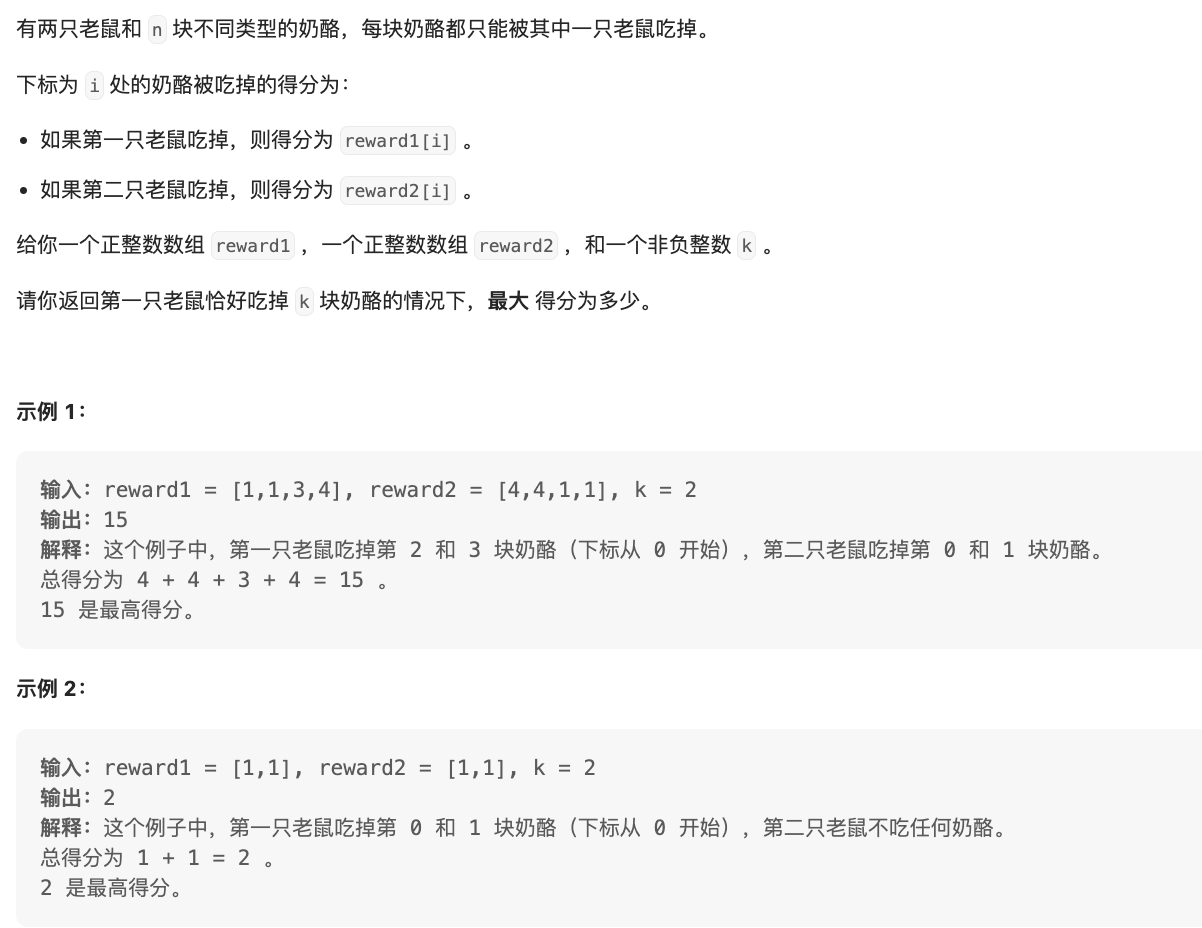 有两只老鼠和 n 块不同类型的奶酪，每块奶酪都只能被其中一只老鼠吃掉。
下标为 i 处的奶酪被吃掉的得分为：
• 如果第一只老鼠吃掉，则得分为 reward1[i] 。
• 如果第二只老鼠吃掉，则得分为 reward2[i] 。
给你一个正整数数组 reward1 ，一个正整数数组 reward2 ，和一个非负整数 k 。
请你返回第一只老鼠恰好吃掉 k 块奶酪的情况下，最大 得分为多少。
示例 1：
输入：reward1 = [1,1,3,4], reward2 = [4,4,1,1], k = 2
输出：15
解释：这个例子中，第一只老鼠吃掉第 2 和 3 块奶酪（下标从 0 开始），第二只老鼠吃掉第 0 和 1 块奶酪。
总得分为 4 + 4 + 3 + 4 = 15 。
15 是最高得分。
示例 2：
输入：reward1 = [1,1], reward2 = [1,1], k = 2
输出：2
解释：这个例子中，第一只老鼠吃掉第 0 和 1 块奶酪（下标从 0 开始），第二只老鼠不吃任何奶酪。
总得分为 1 + 1 = 2 。
2 是最高得分。